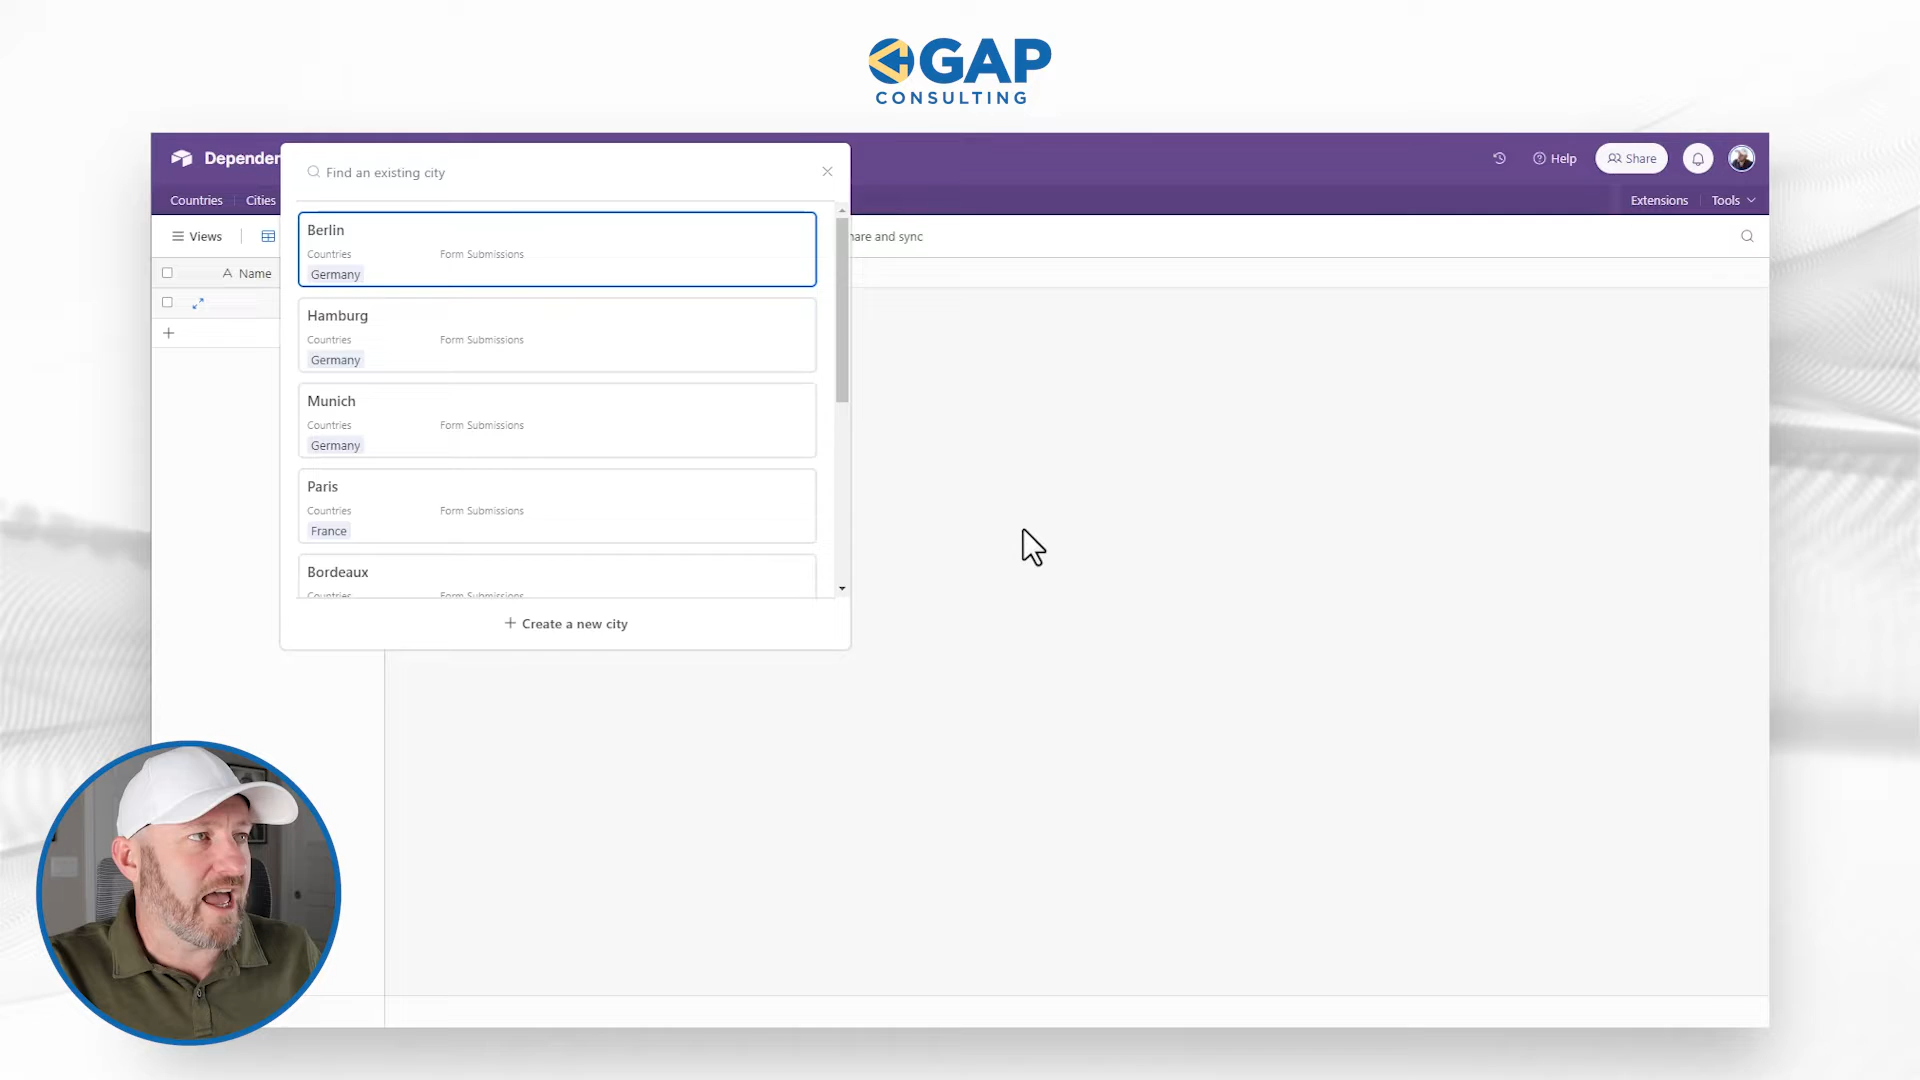 GAP
CONSULTING
Depender
Help
Share
Countries
Cities
Extensions
Tools
Views
hare and sync
Name
Find an existing city
Berlin
Countries
Form Submissions
Germany
Hamburg
Countries
Form Submissions
Germany
Munich
Countries
Form Submissions
Germany
Paris
Countries
Form Submissions
France
Bordeaux
Countries
Form Submissions
+ Create a new city